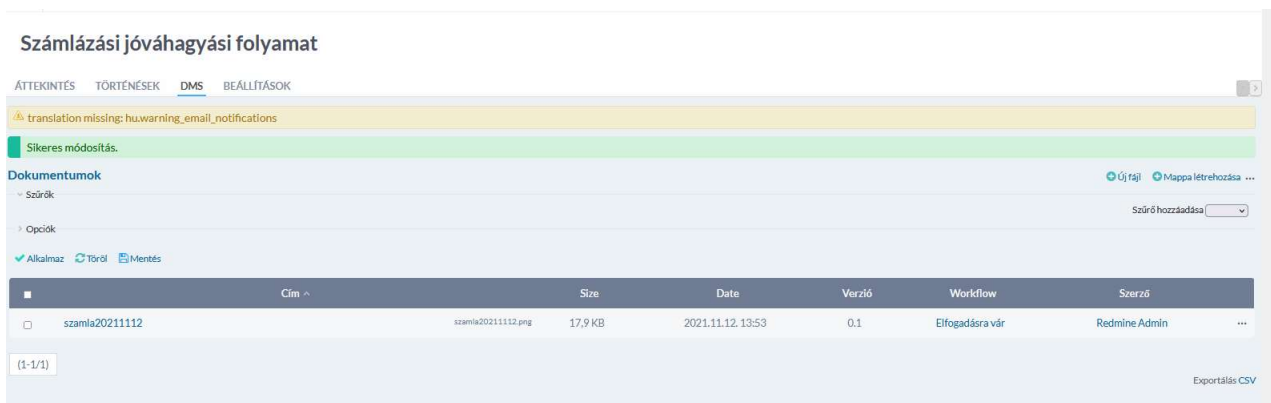 Számlázási jóváhagyási folyamat
ÁTTEKINTÉS TÖRTÉNÉSEK DMS BEÁLLÍTÁSOK
translation missing: hu.warning_email_notifications
Sikeres módosítás.
Dokumentumok Új fájl Mappa létrehozása ...
Szűrők
Szűrő hozzáadása
Opciók
Alkalmaz Töröl Mentés
Cím Size Date Verzió Workflow Szerző
szamla20211112 szamla20211112.png 17,9 KB 2021.11.12. 13:53 0.1 Elfogadásra vár Redmine Admin ...
(1-1/1)
Exportálás CSV